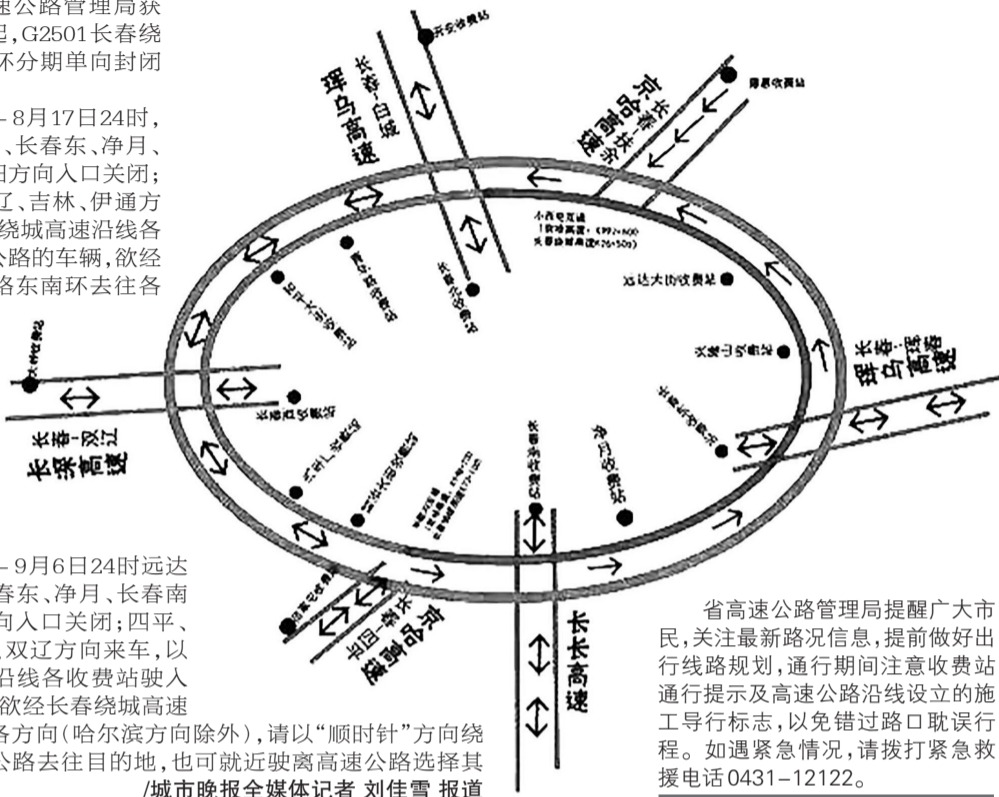 速公路管理局获
起,G2501长春绕
环分期单向封闭
–8月17日24时,
、长春东、净月、
阳方向入口关闭;
辽、吉林、伊通方
绕城高速沿线各
公路的车辆,欲经
路东南环去往各
珲乌高速
长春-白城
京哈高速
长春-扶余
远达大街收费站
兴隆山收费站
长春-珲春
珲乌高速
长春-双辽
长深高速
长春西收费站
京哈高速
长春-四平
长长高速
–9月6日24时远达
春东、净月、长春南
向入口关闭;四平、
、双辽方向来车,以
沿线各收费站驶入
欲经长春绕城高速
各方向(哈尔滨方向除外),请以“顺时针”方向绕
公路去往目的地,也可就近驶离高速公路选择其
/城市晚报全媒体记者 刘佳雪 报道
省高速公路管理局提醒广大市
民,关注最新路况信息,提前做好出
行线路规划,通行期间注意收费站
通行提示及高速公路沿线设立的施
工导行标志,以免错过路口耽误行
程。如遇紧急情况,请拨打紧急救
援电话0431–12122。